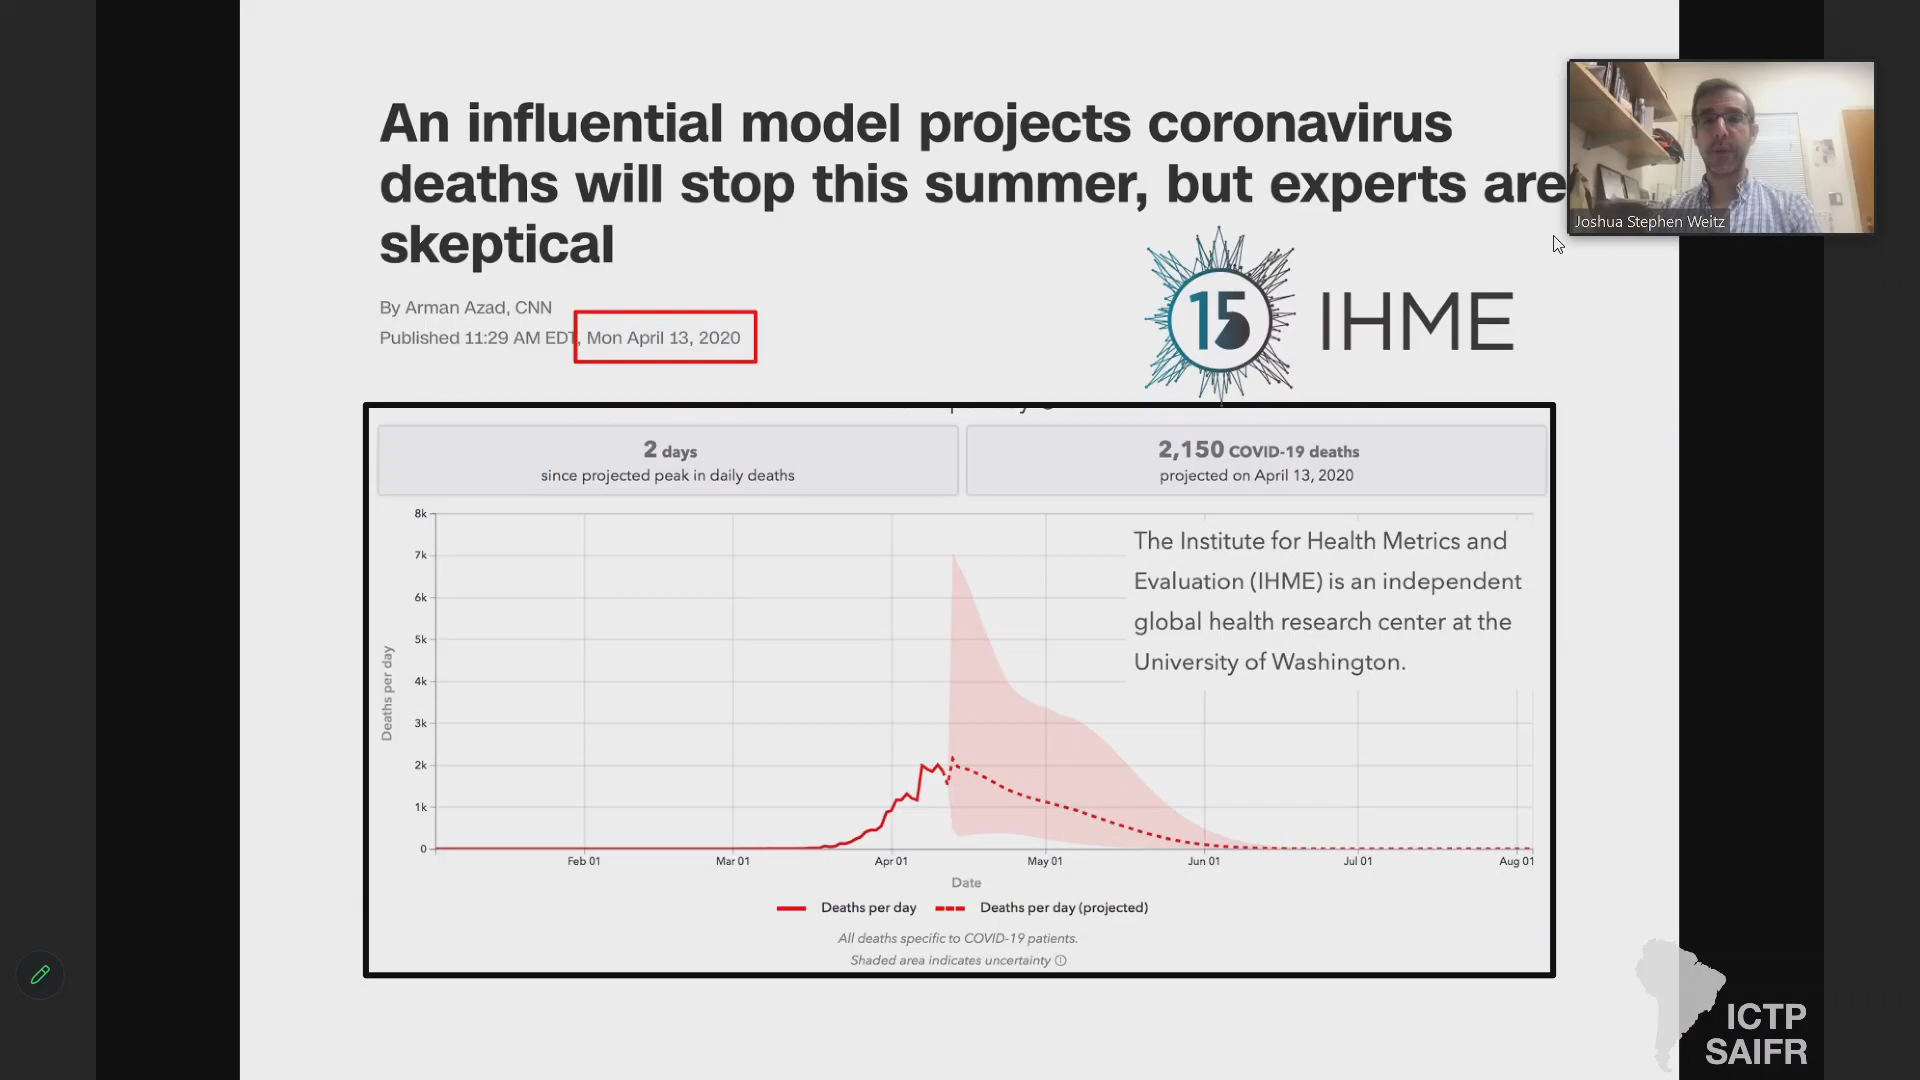 An influential model projects coronavirus
deaths will stop this summer, but experts are
skeptical
By Arman Azad, CNN
Published 11:29 AM EDT, Mon April 13, 2020
15 IHME
Joshua Stephen Weitz
2 days
since projected peak in daily deaths
2,150 COVID-19 deaths
projected on April 13, 2020
8k
7k
6k
5k
4k
3k
2k
1k
0
Deaths per day
The Institute for Health Metrics and
Evaluation (IHME) is an independent
global health research center at the
University of Washington.
Feb 01 Mar 01 Apr 01 May 01 Jun 01 Jul 01 Aug 01
Date
Deaths per day Deaths per day (projected)
All deaths specific to COVID-19 patients.
Shaded area indicates uncertainty
ICTP
SAIFR